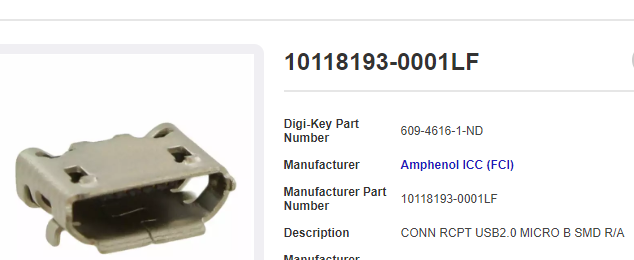 10118193-0001LF
Digi-Key Part
Number
609-4616-1-ND
Manufacturer
Amphenol ICC (FCI)
Manufacturer Part
Number
10118193-0001LF
Description
CONN RCPT USB2.0 MICRO B SMD R/A
Manufacturer